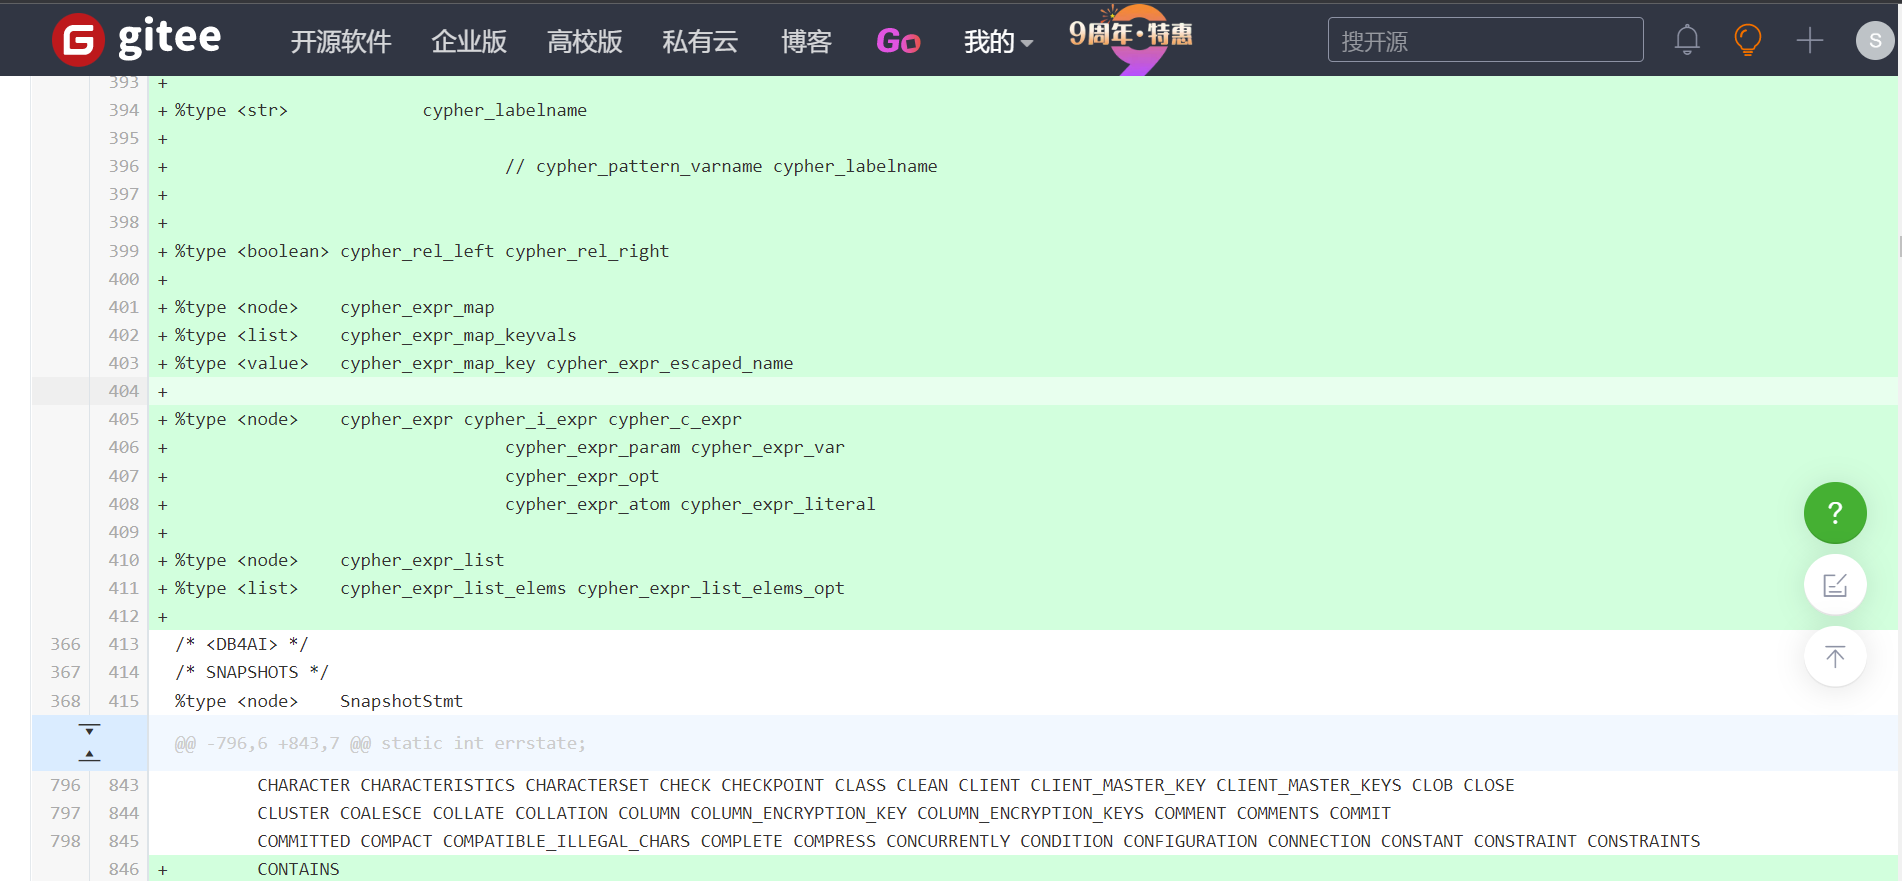 gitee 开源软件 企业版 高校版 私有云 博客 Go 我的 9周年·特惠 搜开源 S
393 +
394 + %type <str> cypher_labelname
395 +
396 + // cypher_pattern_varname cypher_labelname
397 +
398 +
399 + %type <boolean> cypher_rel_left cypher_rel_right
400 +
401 + %type <node> cypher_expr_map
402 + %type <list> cypher_expr_map_keyvals
403 + %type <value> cypher_expr_map_key cypher_expr_escaped_name
404 +
405 + %type <node> cypher_expr cypher_i_expr cypher_c_expr
406 + cypher_expr_param cypher_expr_var
407 + cypher_expr_opt
408 + cypher_expr_atom cypher_expr_literal
409 +
410 + %type <node> cypher_expr_list
411 + %type <list> cypher_expr_list_elems cypher_expr_list_elems_opt
412 +
366 413 /* <DB4AI> */
367 414 /* SNAPSHOTS */
368 415 %type <node> SnapshotStmt
@@ -796,6 +843,7 @@ static int errstate;
796 843 CHARACTER CHARACTERISTICS CHARACTERSET CHECK CHECKPOINT CLASS CLEAN CLIENT CLIENT_MASTER_KEY CLIENT_MASTER_KEYS CLOB CLOSE
797 844 CLUSTER COALESCE COLLATE COLLATION COLUMN COLUMN_ENCRYPTION_KEY COLUMN_ENCRYPTION_KEYS COMMENT COMMENTS COMMIT
798 845 COMMITTED COMPACT COMPATIBLE_ILLEGAL_CHARS COMPLETE COMPRESS CONCURRENTLY CONDITION CONFIGURATION CONNECTION CONSTANT CONSTRAINT CONSTRAINTS
846 + CONTAINS
?